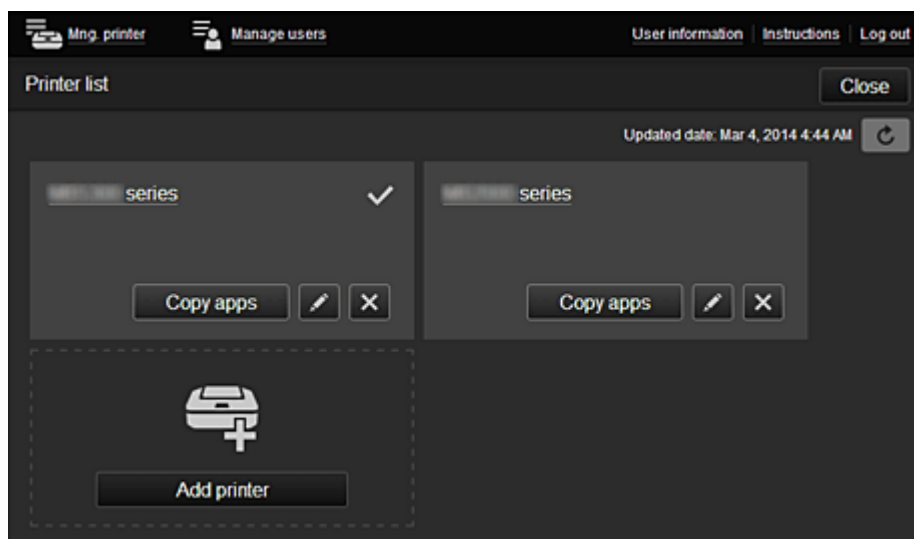 Mng. printer Manage users User information Instructions Log out
Printer list Close
Updated date: Mar 4, 2014 4:44 AM
series series
Copy apps Copy apps
Add printer